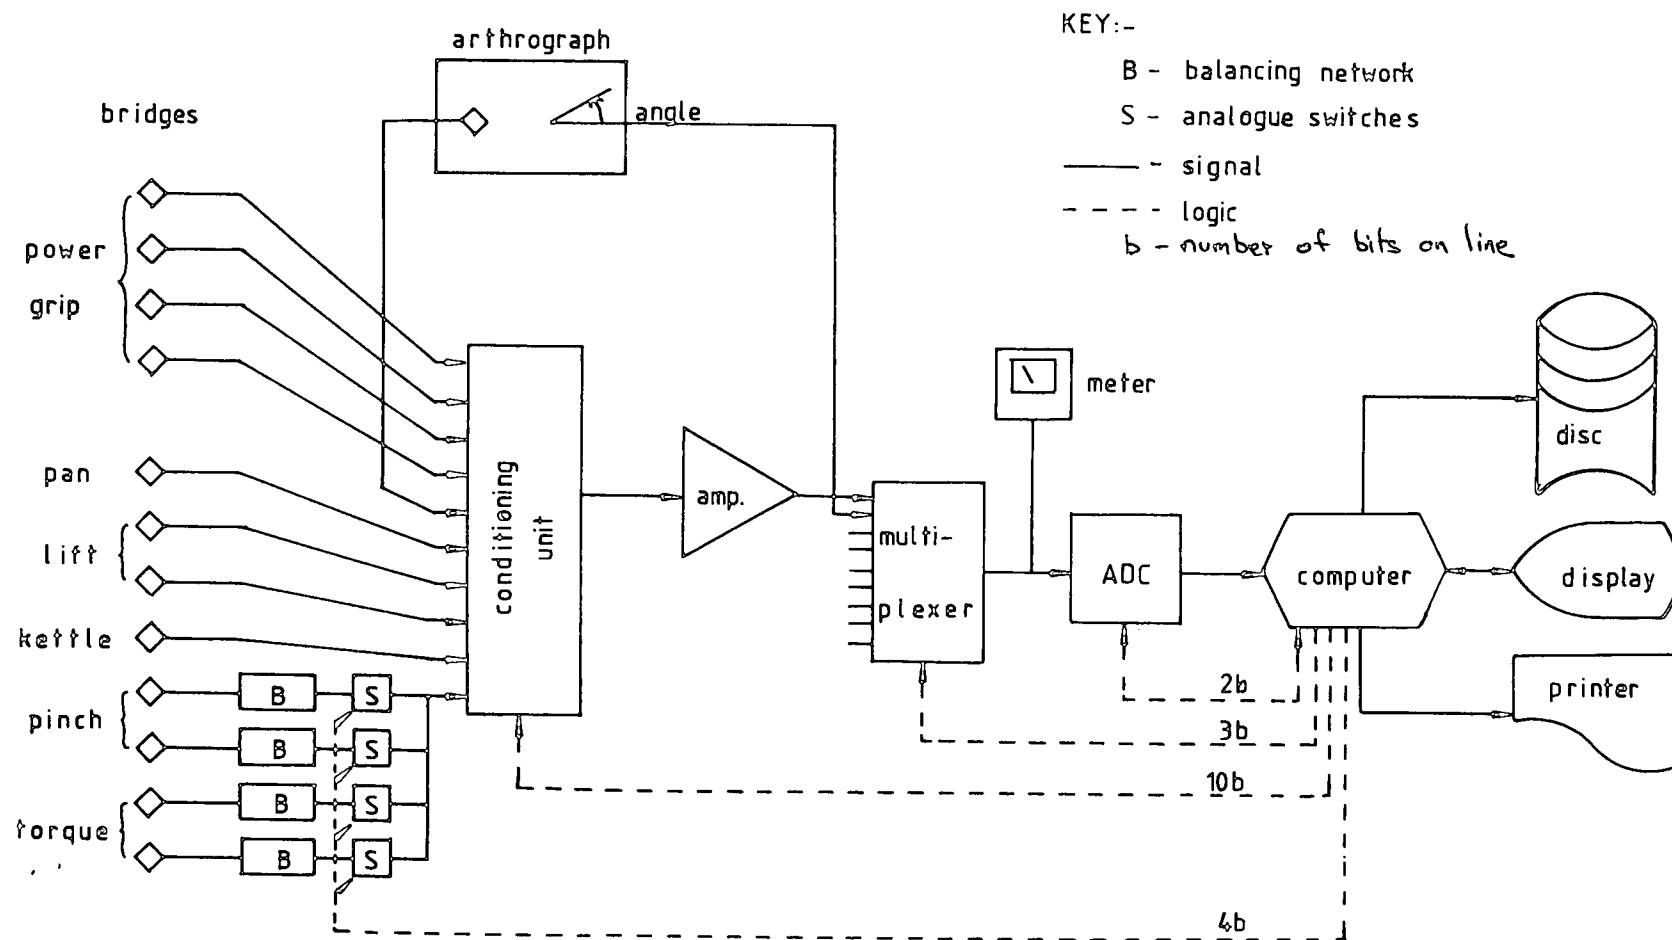 arthrograph
KEY:-
B - balancing network
S - analogue switches
- signal
- logic
b - number of bits on line
bridges
angle
power
grip
pan
lift
kettle
pinch
torque
B
S
B
S
B
S
B
S
conditioning
unit
amp.
multi-
plexer
meter
ADC
computer
disc
display
printer
2b
3b
10b
4b